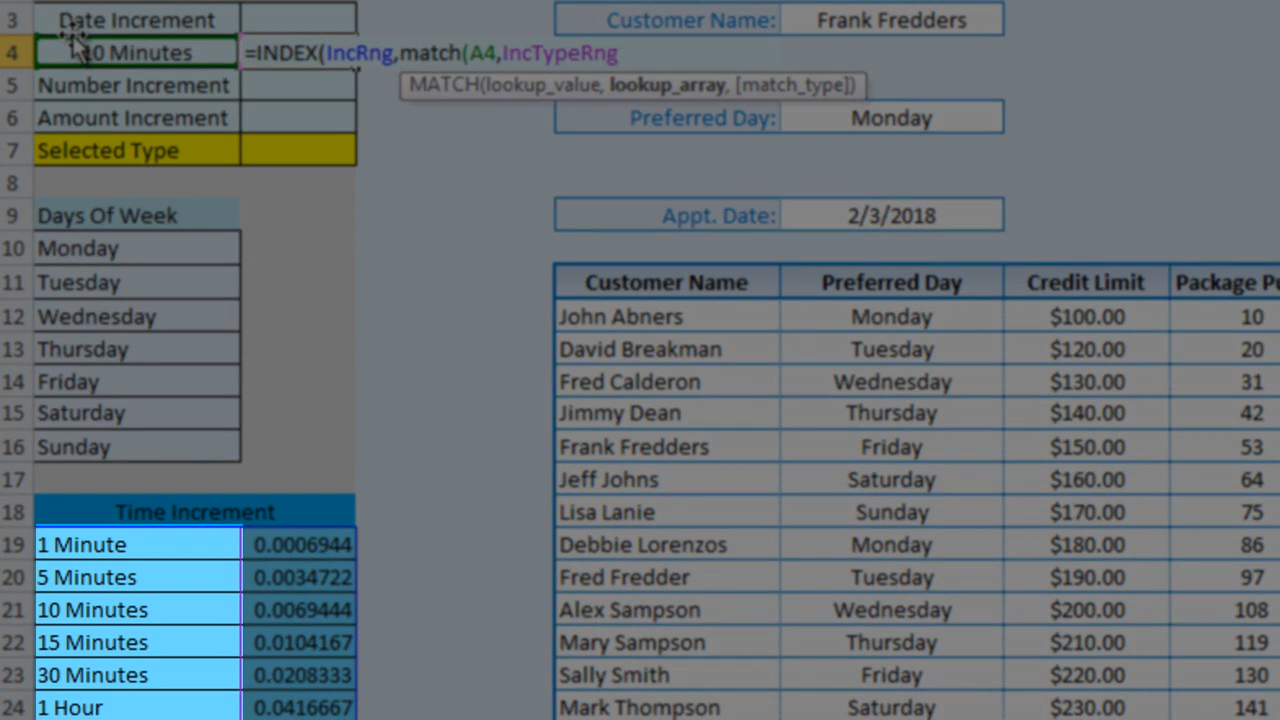 3 Date Increment Customer Name: Frank Fredders
4 10 Minutes =INDEX(IncRng,match(A4,IncTypeRng
MATCH(lookup_value, lookup_array, [match_type])
5 Number Increment
6 Amount Increment Preferred Day: Monday
7 Selected Type
8
9 Days Of Week Appt. Date: 2/3/2018
10 Monday
11 Tuesday Customer Name Preferred Day Credit Limit
12 Wednesday John Abners Monday $100.00 10
13 Thursday David Breakman Tuesday $120.00 20
14 Friday Fred Calderon Wednesday $130.00 31
15 Saturday Jimmy Dean Thursday $140.00 42
16 Sunday Frank Fredders Friday $150.00 53
17 Jeff Johns Saturday $160.00 64
18 Time Increment Lisa Lanie Sunday $170.00 75
19 1 Minute 0.0006944 Debbie Lorenzos Monday $180.00 86
20 5 Minutes 0.0034722 Fred Fredder Tuesday $190.00 97
21 10 Minutes 0.0069444 Alex Sampson Wednesday $200.00 108
22 15 Minutes 0.0104167 Mary Sampson Thursday $210.00 119
23 30 Minutes 0.0208333 Sally Smith Friday $220.00 130
24 1 Hour 0.0416667 Mark Thompson Saturday $230.00 141